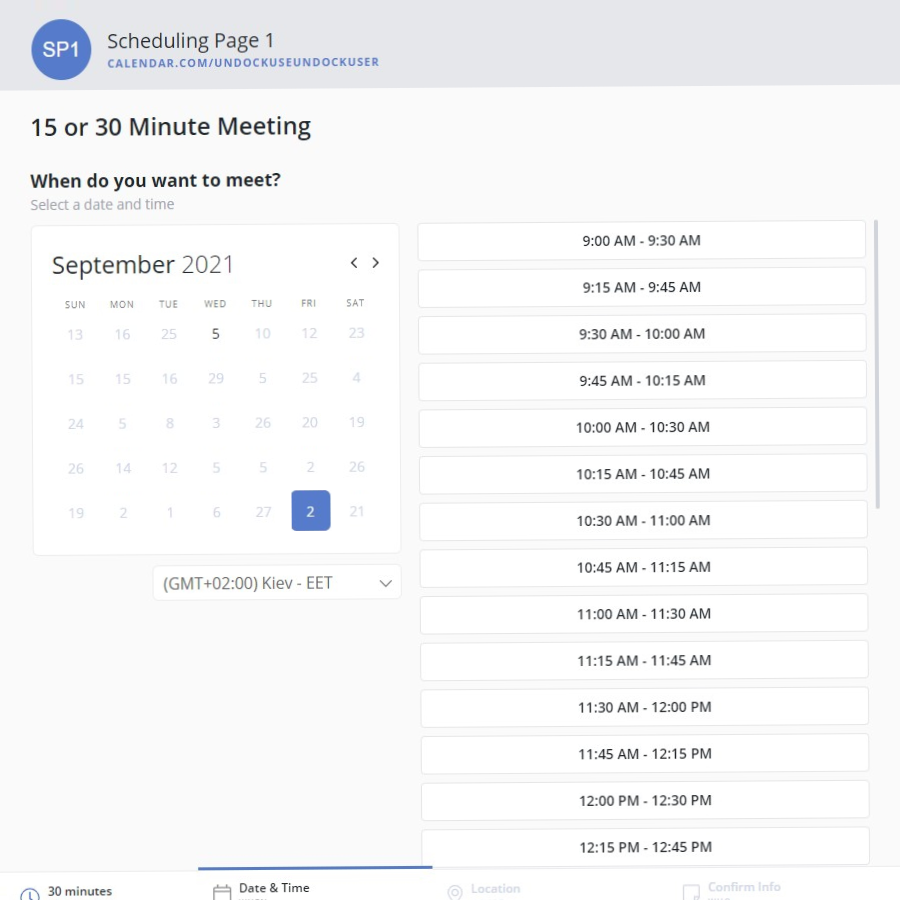 SP1
Scheduling Page 1
CALENDAR.COM/UNDOCKUSEUNDOCKUSER
15 or 30 Minute Meeting
When do you want to meet?
Select a date and time
September 2021
SUN MON TUE WED THU FRI SAT
13 16 25 5 10 12 23
15 15 16 29 5 25 4
24 5 8 3 26 20 19
26 14 12 5 5 2 26
19 2 1 6 27 2 21
(GMT+02:00) Kiev - EET
9:00 AM - 9:30 AM
9:15 AM - 9:45 AM
9:30 AM - 10:00 AM
9:45 AM - 10:15 AM
10:00 AM - 10:30 AM
10:15 AM - 10:45 AM
10:30 AM - 11:00 AM
10:45 AM - 11:15 AM
11:00 AM - 11:30 AM
11:15 AM - 11:45 AM
11:30 AM - 12:00 PM
11:45 AM - 12:15 PM
12:00 PM - 12:30 PM
12:15 PM - 12:45 PM
30 minutes
Date & Time
Location
Confirm Info